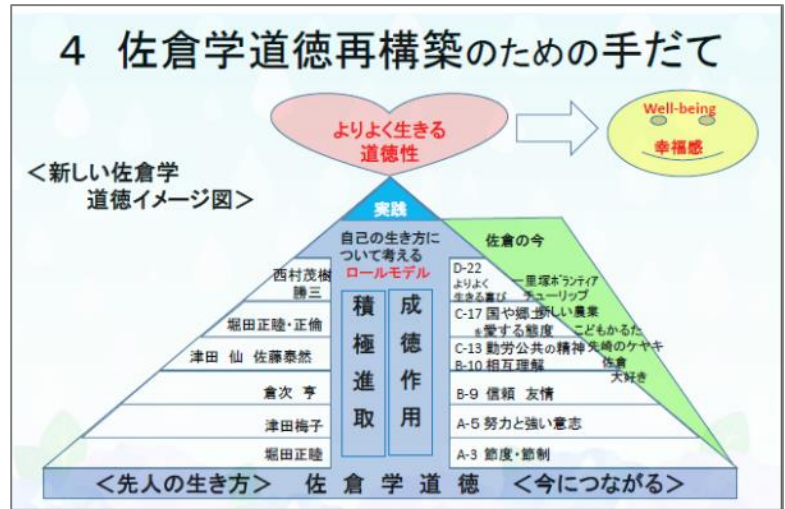 4 佐倉学道徳再構築のための手だて
よりよく生きる
道徳性
Well-being
幸福感
<新しい佐倉学
道徳イメージ図>
実践
自己の生き方に
ついて考える
ロールモデル
積極進取
成徳作用
西村茂樹
勝三
堀田正睦・正倫
津田 仙 佐藤泰然
倉次 亨
津田梅子
堀田正睦
佐倉の今
D-22
よりよく
生きる喜び
一里塚ボランティア
チューリップ
C-17 国や郷土
を愛する態度
新しい農業
こどもかるた
C-13 勤労公共の精神
先崎のケヤキ
B-10 相互理解
佐倉
大好き
B-9 信頼 友情
A-5 努力と強い意志
A-3 節度・節制
<先人の生き方> 佐倉学道徳 <今につながる>